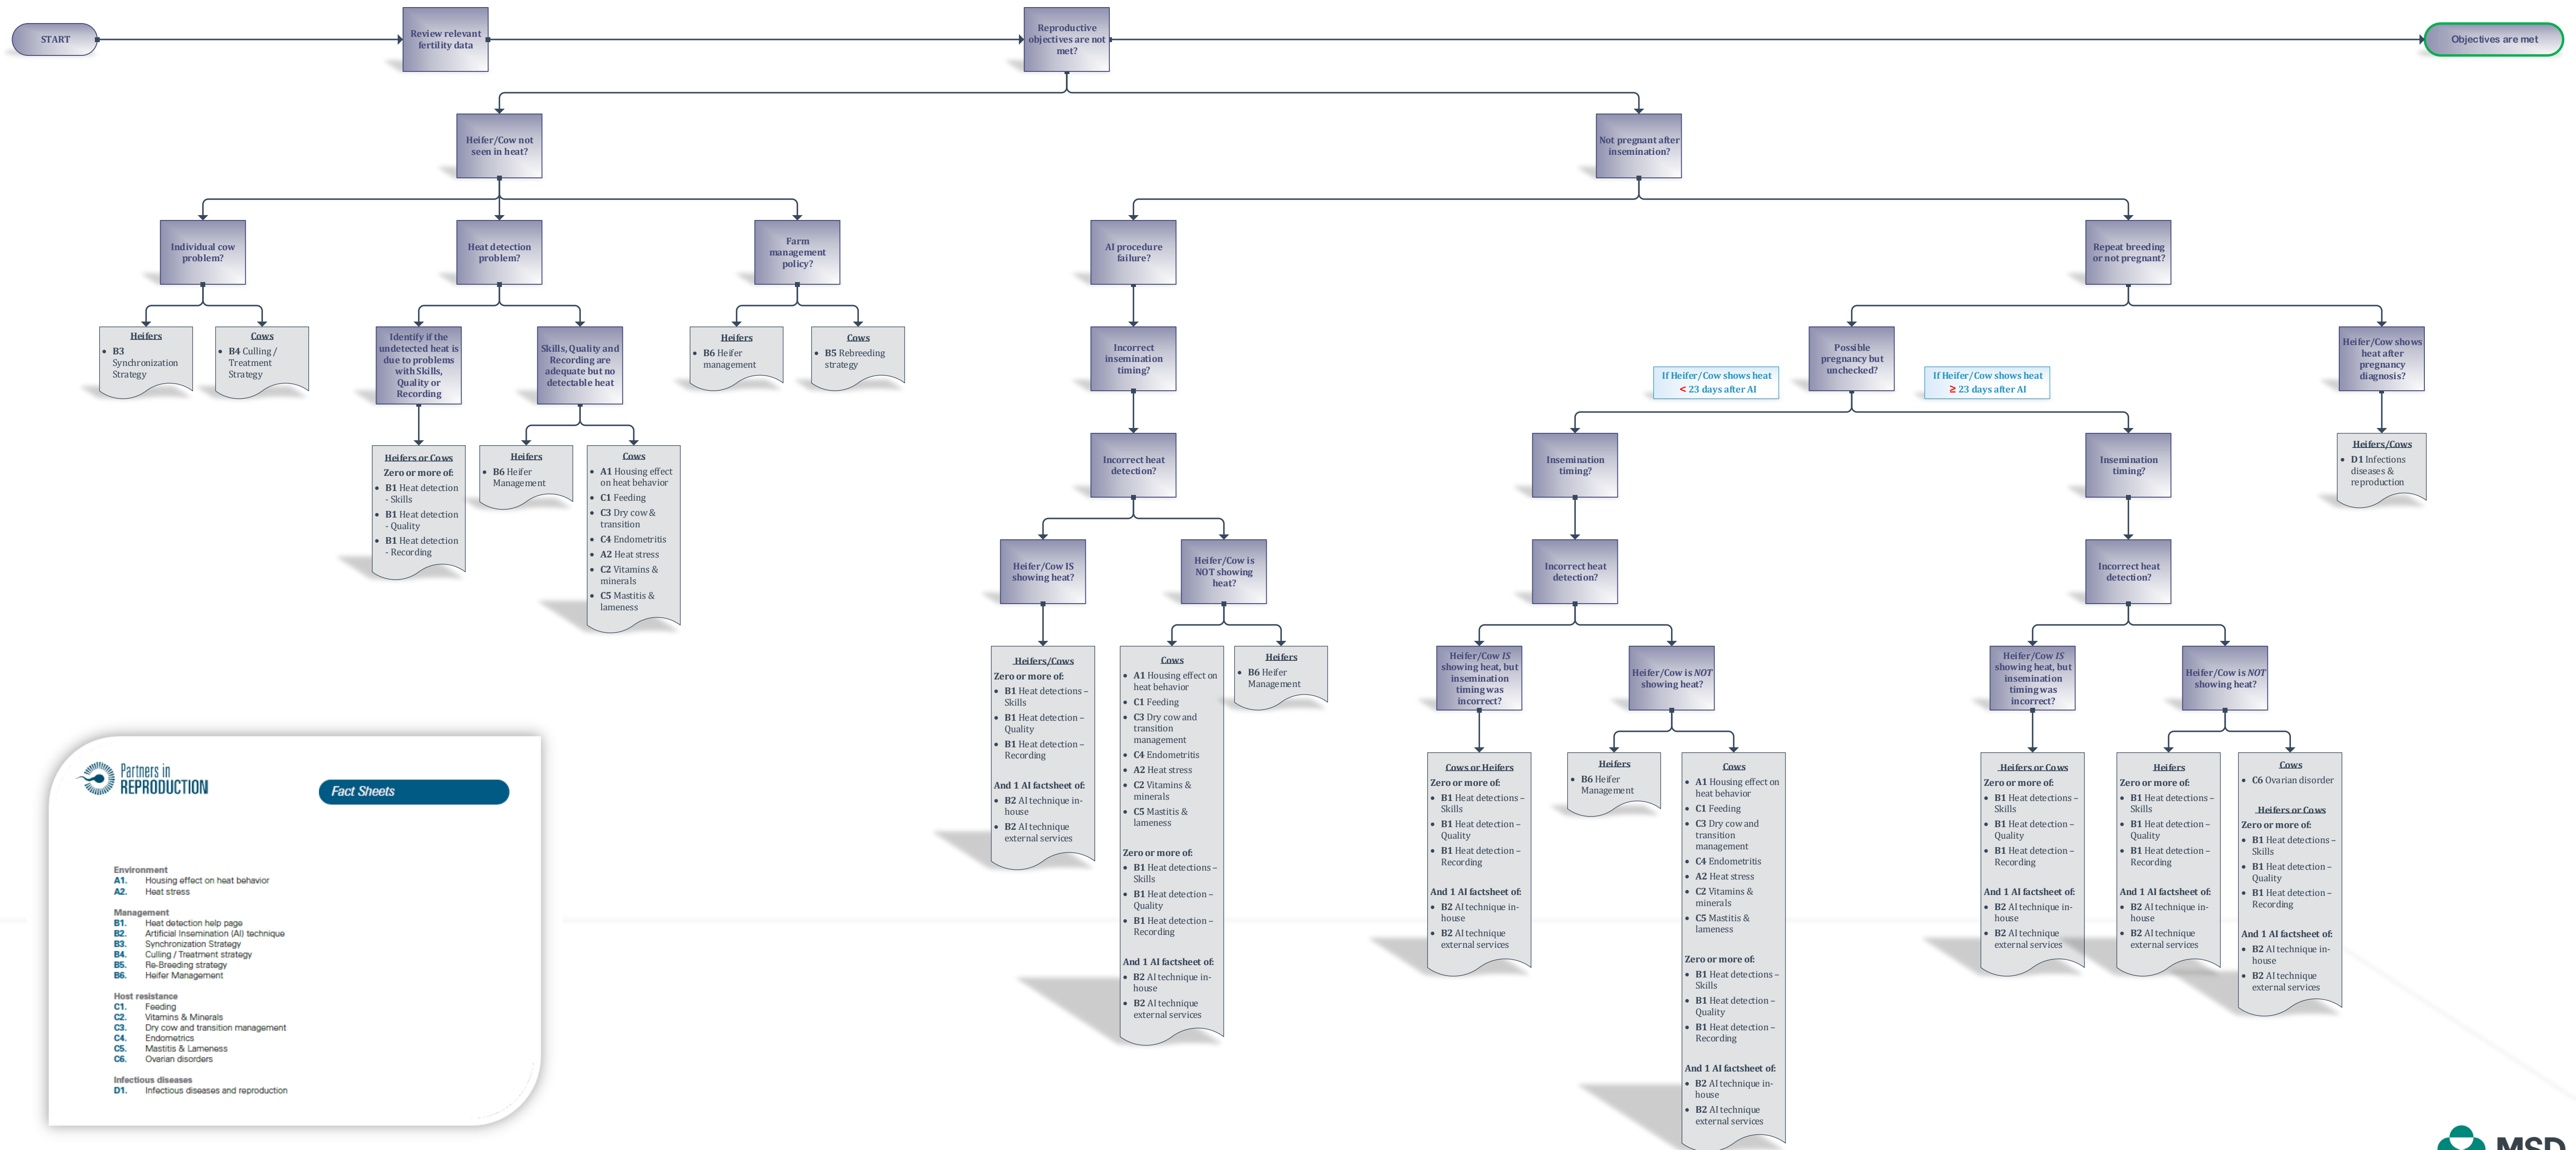 START
Review relevant
fertility data
Reproductive
objectives are not
met?
Objectives are met
Heifer/Cow not
seen in heat?
Not pregnant after
insemination?
Individual cow
problem?
Heat detection
problem?
Farm
management
policy?
AI procedure
failure?
Repeat breeding
or not pregnant?
Heifers
• B3
Synchronization
Strategy
Cows
• B4 Culling /
Treatment
Strategy
Identify if the
undetected heat is
due to problems
with Skills,
Quality or
Recording
Skills, Quality and
Recording are
adequate but no
detectable heat
Heifers
• B6 Heifer
management
Cows
• B5 Rebreeding
strategy
Incorrect
insemination
timing?
If Heifer/Cow shows heat
< 23 days after AI
Possible
pregnancy but
unchecked?
If Heifer/Cow shows heat
≥ 23 days after AI
Heifer/Cow shows
heat after
pregnancy
diagnosis?
Heifers or Cows
Zero or more of:
• B1 Heat detection
- Skills
• B1 Heat detection
- Quality
• B1 Heat detection
- Recording
Heifers
• B6 Heifer
Management
Cows
• A1 Housing effect
on heat behavior
• C1 Feeding
• C3 Dry cow &
transition
• C4 Endometritis
• A2 Heat stress
• C2 Vitamins &
minerals
• C5 Mastitis &
lameness
Incorrect heat
detection?
Insemination
timing?
Insemination
timing?
Heifers/Cows
• D1 Infections
diseases &
reproduction
Heifer/Cow IS
showing heat?
Heifer/Cow is
NOT showing
heat?
Incorrect heat
detection?
Incorrect heat
detection?
Heifers/Cows
Zero or more of:
• B1 Heat detections –
Skills
• B1 Heat detection –
Quality
• B1 Heat detection –
Recording
And 1 AI factsheet of:
• B2 AI technique in-
house
• B2 AI technique
external services
Cows
• A1 Housing effect on
heat behavior
• C1 Feeding
• C3 Dry cow and
transition
management
• C4 Endometritis
• A2 Heat stress
• C2 Vitamins &
minerals
• C5 Mastitis &
lameness
Zero or more of:
• B1 Heat detections –
Skills
• B1 Heat detection –
Quality
• B1 Heat detection –
Recording
And 1 AI factsheet of:
• B2 AI technique in-
house
• B2 AI technique
external services
Heifers
• B6 Heifer
Management
Heifer/Cow IS
showing heat, but
insemination
timing was
incorrect?
Heifer/Cow is NOT
showing heat?
Heifer/Cow IS
showing heat, but
insemination
timing was
incorrect?
Heifer/Cow is NOT
showing heat?
Cows or Heifers
Zero or more of:
• B1 Heat detections –
Skills
• B1 Heat detection –
Quality
• B1 Heat detection –
Recording
And 1 AI factsheet of:
• B2 AI technique in-
house
• B2 AI technique
external services
Heifers
• B6 Heifer
Management
Cows
• A1 Housing effect on
heat behavior
• C1 Feeding
• C3 Dry cow and
transition
management
• C4 Endometritis
• A2 Heat stress
• C2 Vitamins &
minerals
• C5 Mastitis &
lameness
Zero or more of:
• B1 Heat detections –
Skills
• B1 Heat detection –
Quality
• B1 Heat detection –
Recording
And 1 AI factsheet of:
• B2 AI technique in-
house
• B2 AI technique
external services
Heifers or Cows
Zero or more of:
• B1 Heat detections –
Skills
• B1 Heat detection –
Quality
• B1 Heat detection –
Recording
And 1 AI factsheet of:
• B2 AI technique in-
house
• B2 AI technique
external services
Heifers
Zero or more of:
• B1 Heat detections –
Skills
• B1 Heat detection –
Quality
• B1 Heat detection –
Recording
And 1 AI factsheet of:
• B2 AI technique in-
house
• B2 AI technique
external services
Cows
• C6 Ovarian disorder
Heifers or Cows
Zero or more of:
• B1 Heat detections –
Skills
• B1 Heat detection –
Quality
• B1 Heat detection –
Recording
And 1 AI factsheet of:
• B2 AI technique in-
house
• B2 AI technique
external services
Partners in
REPRODUCTION
Fact Sheets
Environment
A1. Housing effect on heat behavior
A2. Heat stress
Management
B1. Heat detection help page
B2. Artificial Insemination (AI) technique
B3. Synchronization Strategy
B4. Culling / Treatment strategy
B5. Re-Breeding strategy
B6. Heifer Management
Host resistance
C1. Feeding
C2. Vitamins & Minerals
C3. Dry cow and transition management
C4. Endometrics
C5. Mastitis & Lameness
C6. Ovarian disorders
Infectious diseases
D1. Infectious diseases and reproduction
MSD